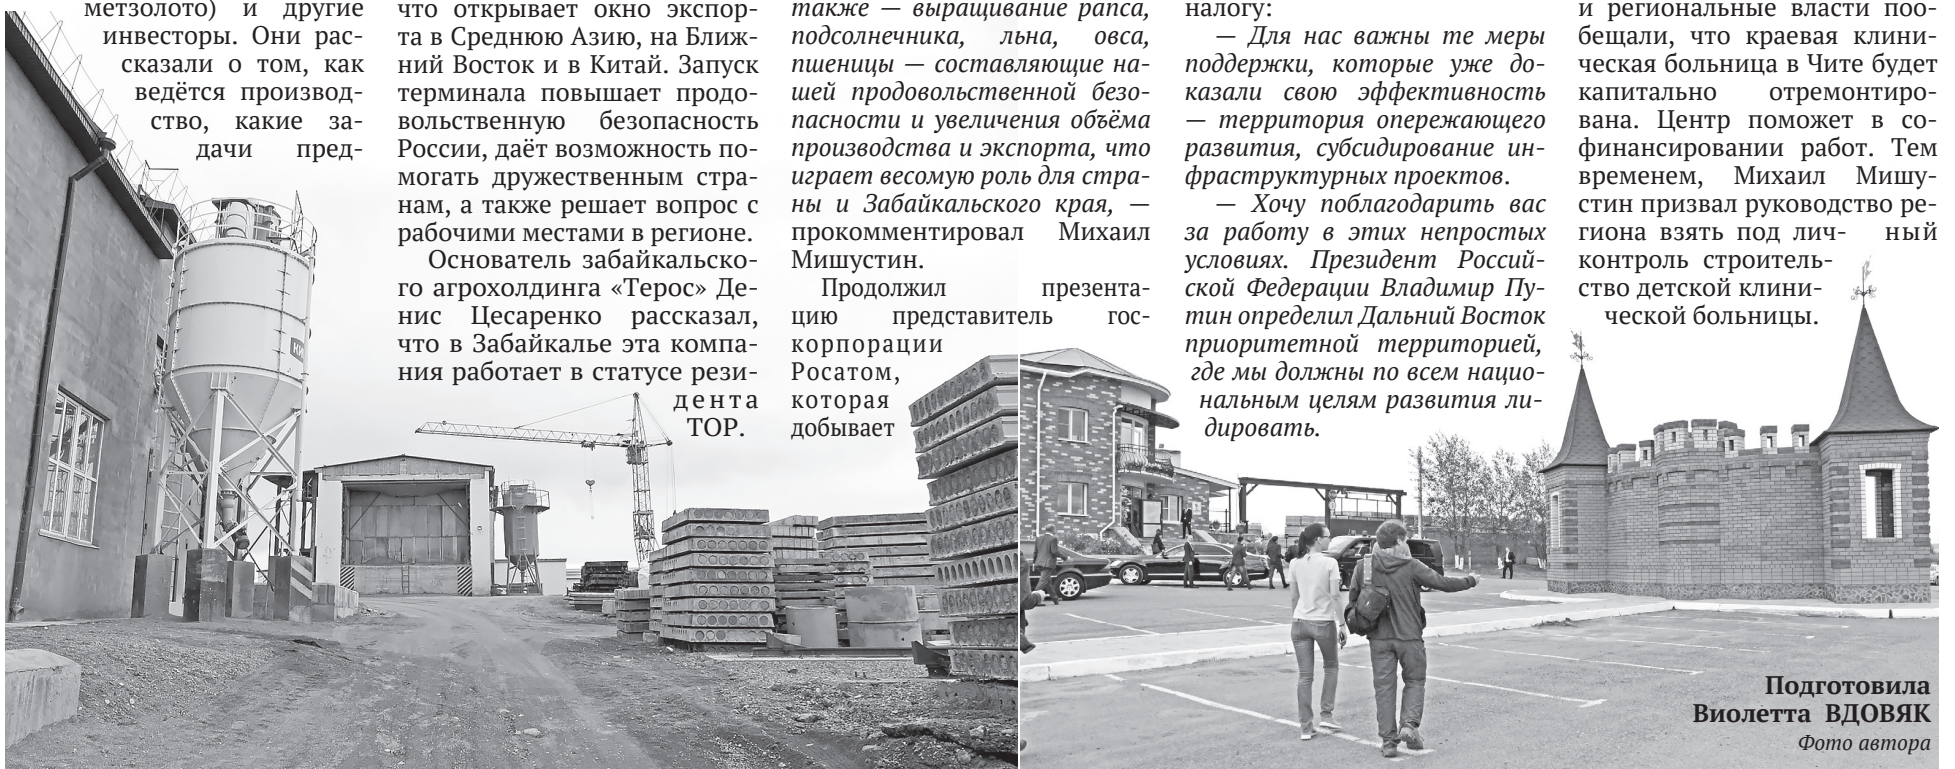 метзолото) и другие
инвесторы. Они рас-
сказали о том, как
ведётся производ-
ство, какие за-
дачи пред-
что открывает окно экспор-
та в Среднюю Азию, на Ближ-
ний Восток и в Китай. Запуск
терминала повышает продо-
вольственную безопасность
России, даёт возможность по-
могать дружественным стра-
нам, а также решает вопрос с
рабочими местами в регионе.
Основатель забайкальско-
го агрохолдинга «Терос» Де-
нис Цесаренко рассказал,
что в Забайкалье эта компа-
ния работает в статусе рези-
дента
ТОР.
также — выращивание рапса,
подсолнечника, льна, овса,
пшеницы — составляющие на-
шей продовольственной безо-
пасности и увеличения объёма
производства и экспорта, что
играет весомую роль для стра-
ны и Забайкальского края, —
прокомментировал Михаил
Мишустин.
Продолжил презента-
цию представитель гос-
корпорации
Росатом,
которая
добывает
налогу:
— Для нас важны те меры
поддержки, которые уже до-
казали свою эффективность
— территория опережающего
развития, субсидирование ин-
фраструктурных проектов.
— Хочу поблагодарить вас
за работу в этих непростых
условиях. Президент Россий-
ской Федерации Владимир Пу-
тин определил Дальний Восток
приоритетной территорией,
где мы должны по всем нацио-
нальным целям развития ли-
дировать.
и региональные власти поо-
бещали, что краевая клини-
ческая больница в Чите будет
капитально отремонтиро-
вана. Центр поможет в со-
финансировании работ. Тем
временем, Михаил Мишу-
стин призвал руководство ре-
гиона взять под лич- ный
контроль строитель-
ство детской клини-
ческой больницы.
Подготовила
Виолетта ВДОВЯК
Фото автора